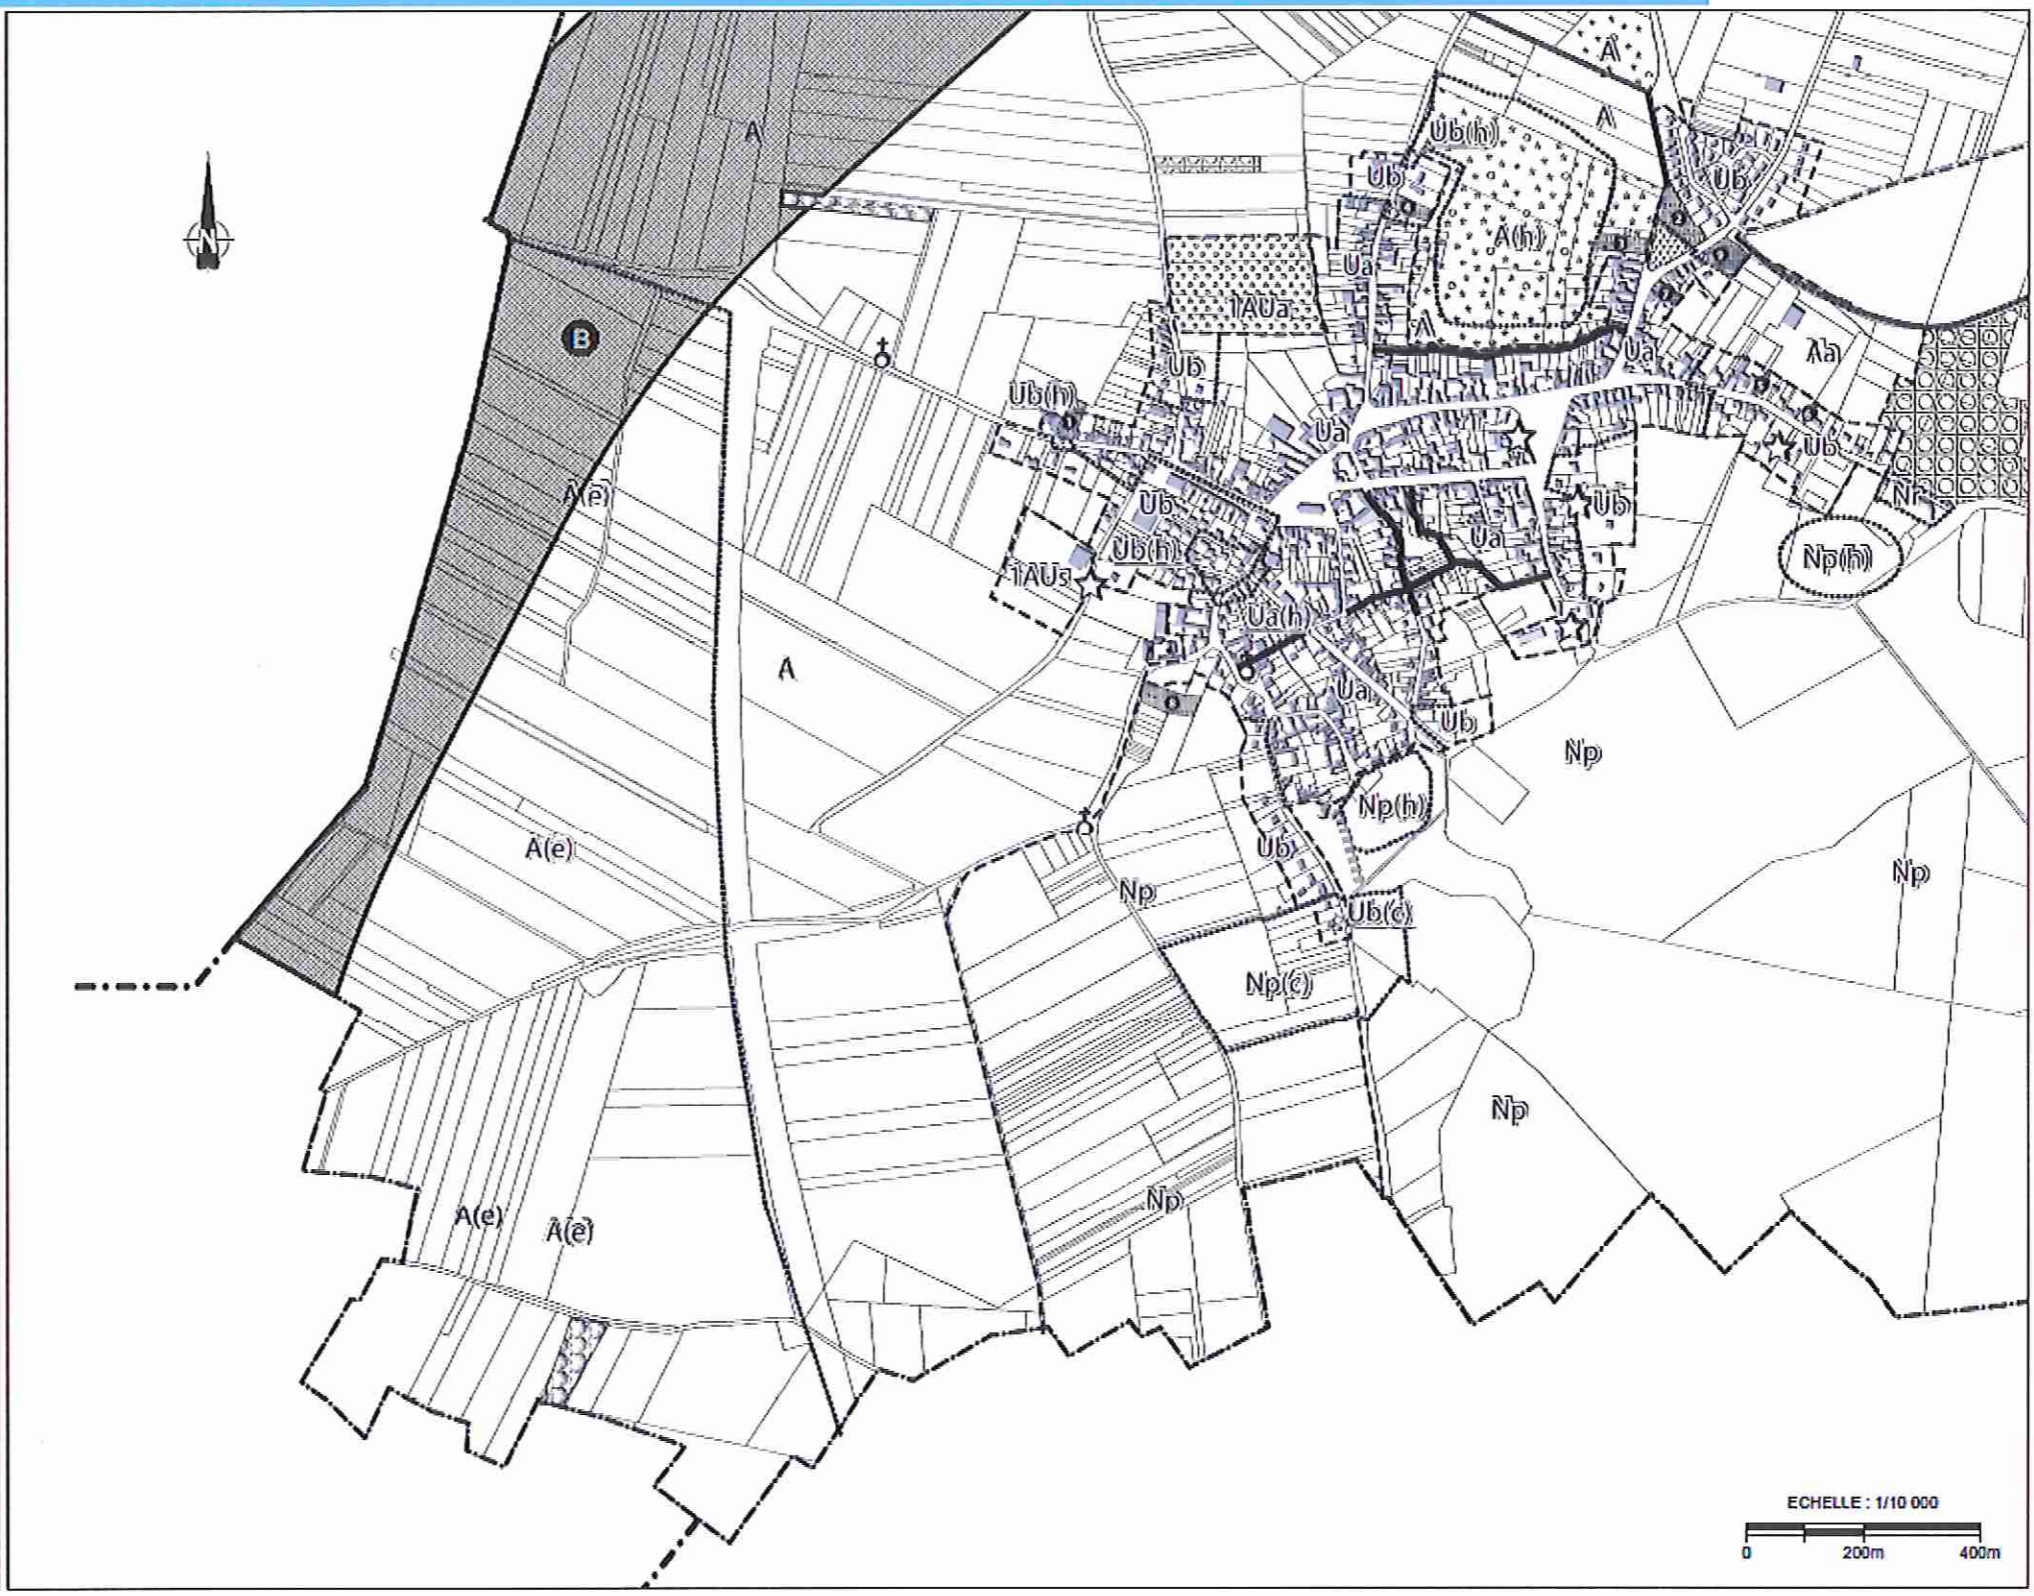 A
A
Ub(h)
A
Ub
Ub
N
A(h)
Ua
1AUa
B
Ua
Aa
Ub
Ub(h)
A
Ua
Ub
A(e)
Ub
Ub
Nr
Ua
Ub(h)
Np(h)
1AUs
Ua(h)
A
Ua
Ub
Np
Np(h)
A(e)
Ub
Np
Np
Ub(c)
Np(c)
Np
Np
A(e)
A(e)
ECHELLE : 1/10 000
0 200m 400m